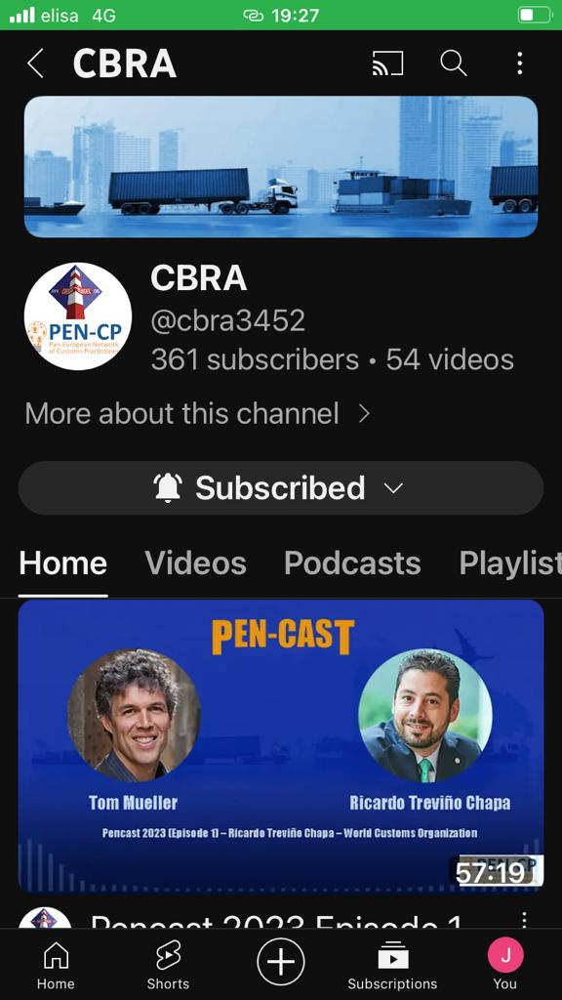 elisa 4G 19:27
CBRA
CBRA
@cbra3452
361 subscribers • 54 videos
PEN-CP
Pan-European Network
of Customs Practitioners
More about this channel
Subscribed
Home Videos Podcasts Playlist
PEN-CAST
Tom Mueller Ricardo Treviño Chapa
Pencast 2023 (Episode 1) – Ricardo Treviño Chapa – World Customs Organization
57:19
Pencast 2023 Episode 1
Home Shorts Subscriptions J You